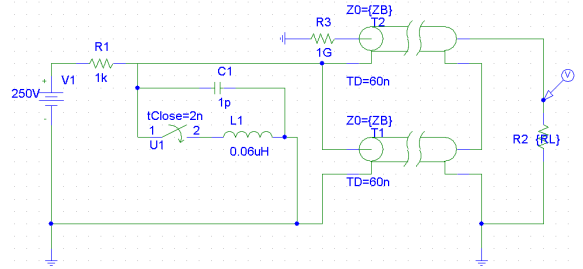 Z0={ZB}
R3
T2
1G
R1
1k
C1
1p
TD=60n
V
+
V1
250V
-
tClose=2n
1
2
U1
L1
0.06uH
Z0={ZB}
T1
TD=60n
R2
{RL}